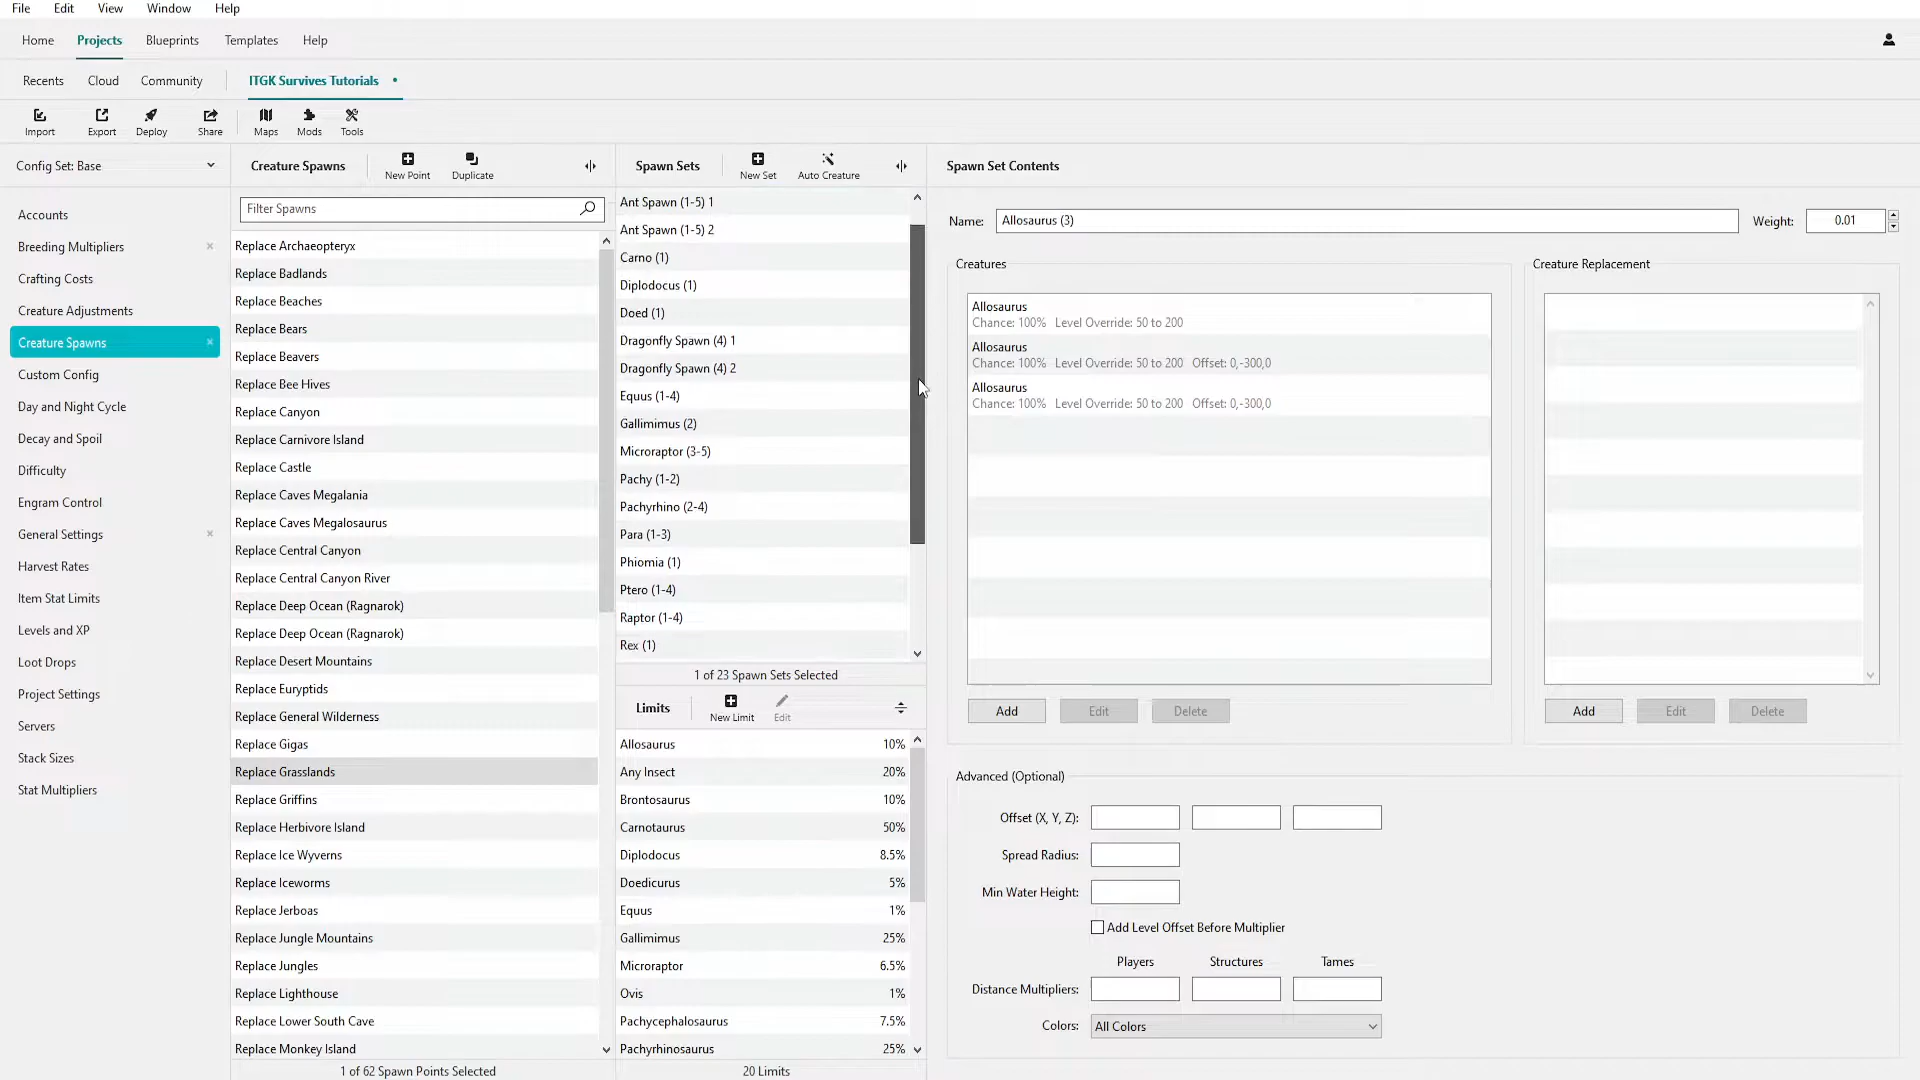 File Edit View Window Help
Home Projects Blueprints Templates Help
Recents Cloud Community ITGK Survives Tutorials •
Import Export Deploy Share Maps Mods Tools
Config Set: Base
Accounts
Breeding Multipliers
Crafting Costs
Creature Adjustments
Creature Spawns
Custom Config
Day and Night Cycle
Decay and Spoil
Difficulty
Engram Control
General Settings
Harvest Rates
Item Stat Limits
Levels and XP
Loot Drops
Project Settings
Servers
Stack Sizes
Stat Multipliers
Creature Spawns New Point Duplicate
Filter Spawns
Replace Archaeopteryx
Replace Badlands
Replace Beaches
Replace Bears
Replace Beavers
Replace Bee Hives
Replace Canyon
Replace Carnivore Island
Replace Castle
Replace Caves Megalania
Replace Caves Megalosaurus
Replace Central Canyon
Replace Central Canyon River
Replace Deep Ocean (Ragnarok)
Replace Deep Ocean (Ragnarok)
Replace Desert Mountains
Replace Euryptids
Replace General Wilderness
Replace Gigas
Replace Grasslands
Replace Griffins
Replace Herbivore Island
Replace Ice Wyverns
Replace Iceworms
Replace Jerboas
Replace Jungle Mountains
Replace Jungles
Replace Lighthouse
Replace Lower South Cave
Replace Monkey Island
1 of 62 Spawn Points Selected
Spawn Sets New Set Auto Creature
Ant Spawn (1-5) 1
Ant Spawn (1-5) 2
Carno (1)
Diplodocus (1)
Doed (1)
Dragonfly Spawn (4) 1
Dragonfly Spawn (4) 2
Equus (1-4)
Gallimimus (2)
Microraptor (3-5)
Pachy (1-2)
Pachyrhino (2-4)
Para (1-3)
Phiomia (1)
Ptero (1-4)
Raptor (1-4)
Rex (1)
1 of 23 Spawn Sets Selected
Limits New Limit Edit
Allosaurus 10%
Any Insect 20%
Brontosaurus 10%
Carnotaurus 50%
Diplodocus 8.5%
Doedicurus 5%
Equus 1%
Gallimimus 25%
Microraptor 6.5%
Ovis 1%
Pachycephalosaurus 7.5%
Pachyrhinosaurus 25%
20 Limits
Spawn Set Contents
Name: Allosaurus (3) Weight: 0.01
Creatures
Allosaurus
Chance: 100% Level Override: 50 to 200
Allosaurus
Chance: 100% Level Override: 50 to 200 Offset: 0,-300,0
Allosaurus
Chance: 100% Level Override: 50 to 200 Offset: 0,-300,0
Add Edit Delete
Creature Replacement
Add Edit Delete
Advanced (Optional)
Offset (X, Y, Z):
Spread Radius:
Min Water Height:
Add Level Offset Before Multiplier
Players Structures Tames
Distance Multipliers:
Colors: All Colors